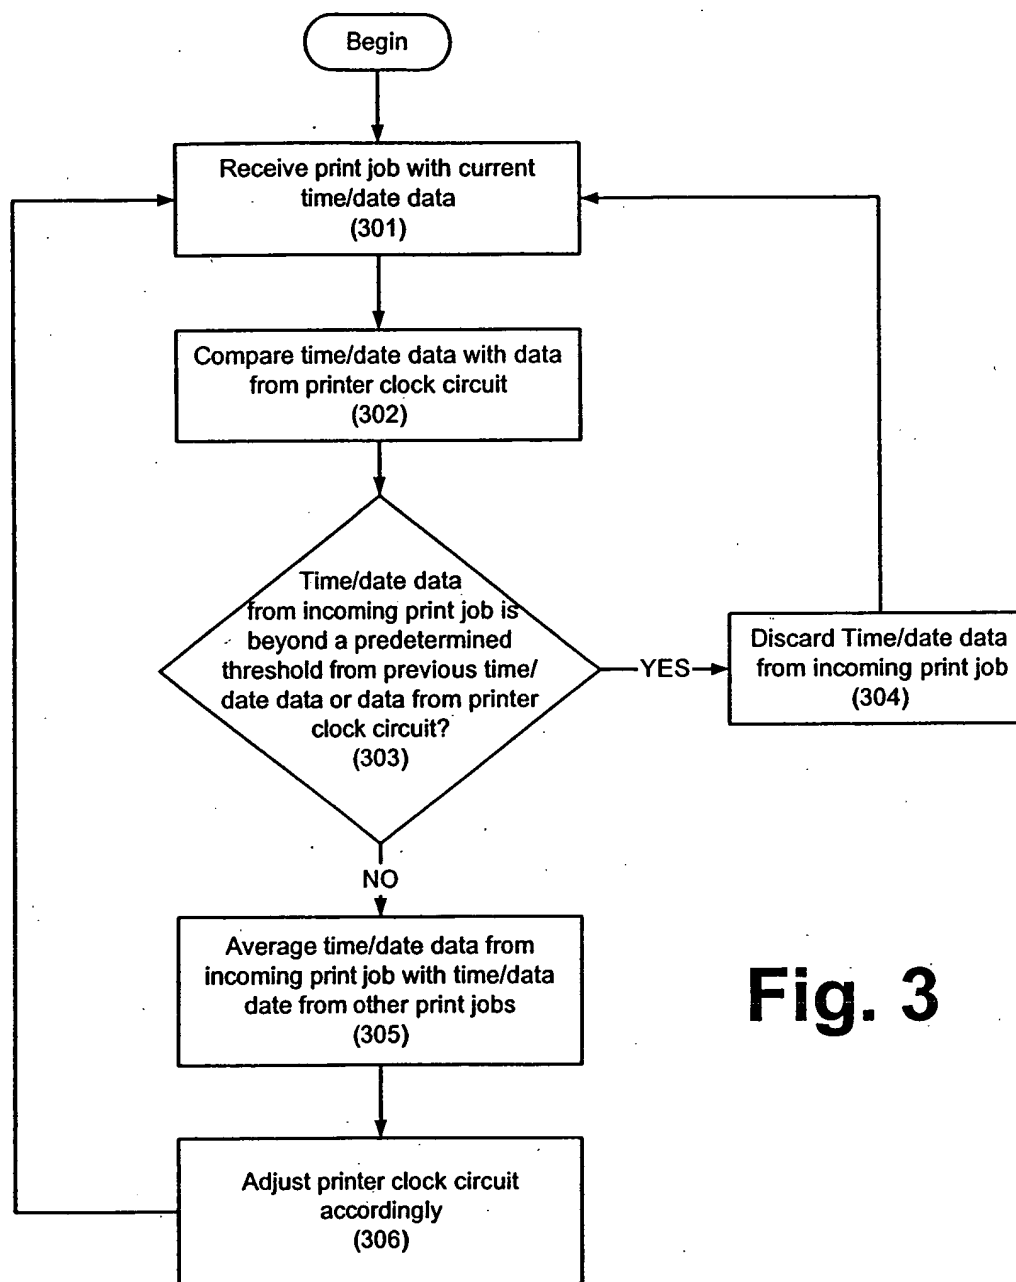 Begin
Receive print job with current
time/date data
(301)
Compare time/date data with data
from printer clock circuit
(302)
Time/date data
from incoming print job is
beyond a predetermined
threshold from previous time/
date data or data from printer
clock circuit?
(303)
YES
Discard Time/date data
from incoming print job
(304)
NO
Average time/date data from
incoming print job with time/data
date from other print jobs
(305)
Fig. 3
Adjust printer clock circuit
accordingly
(306)